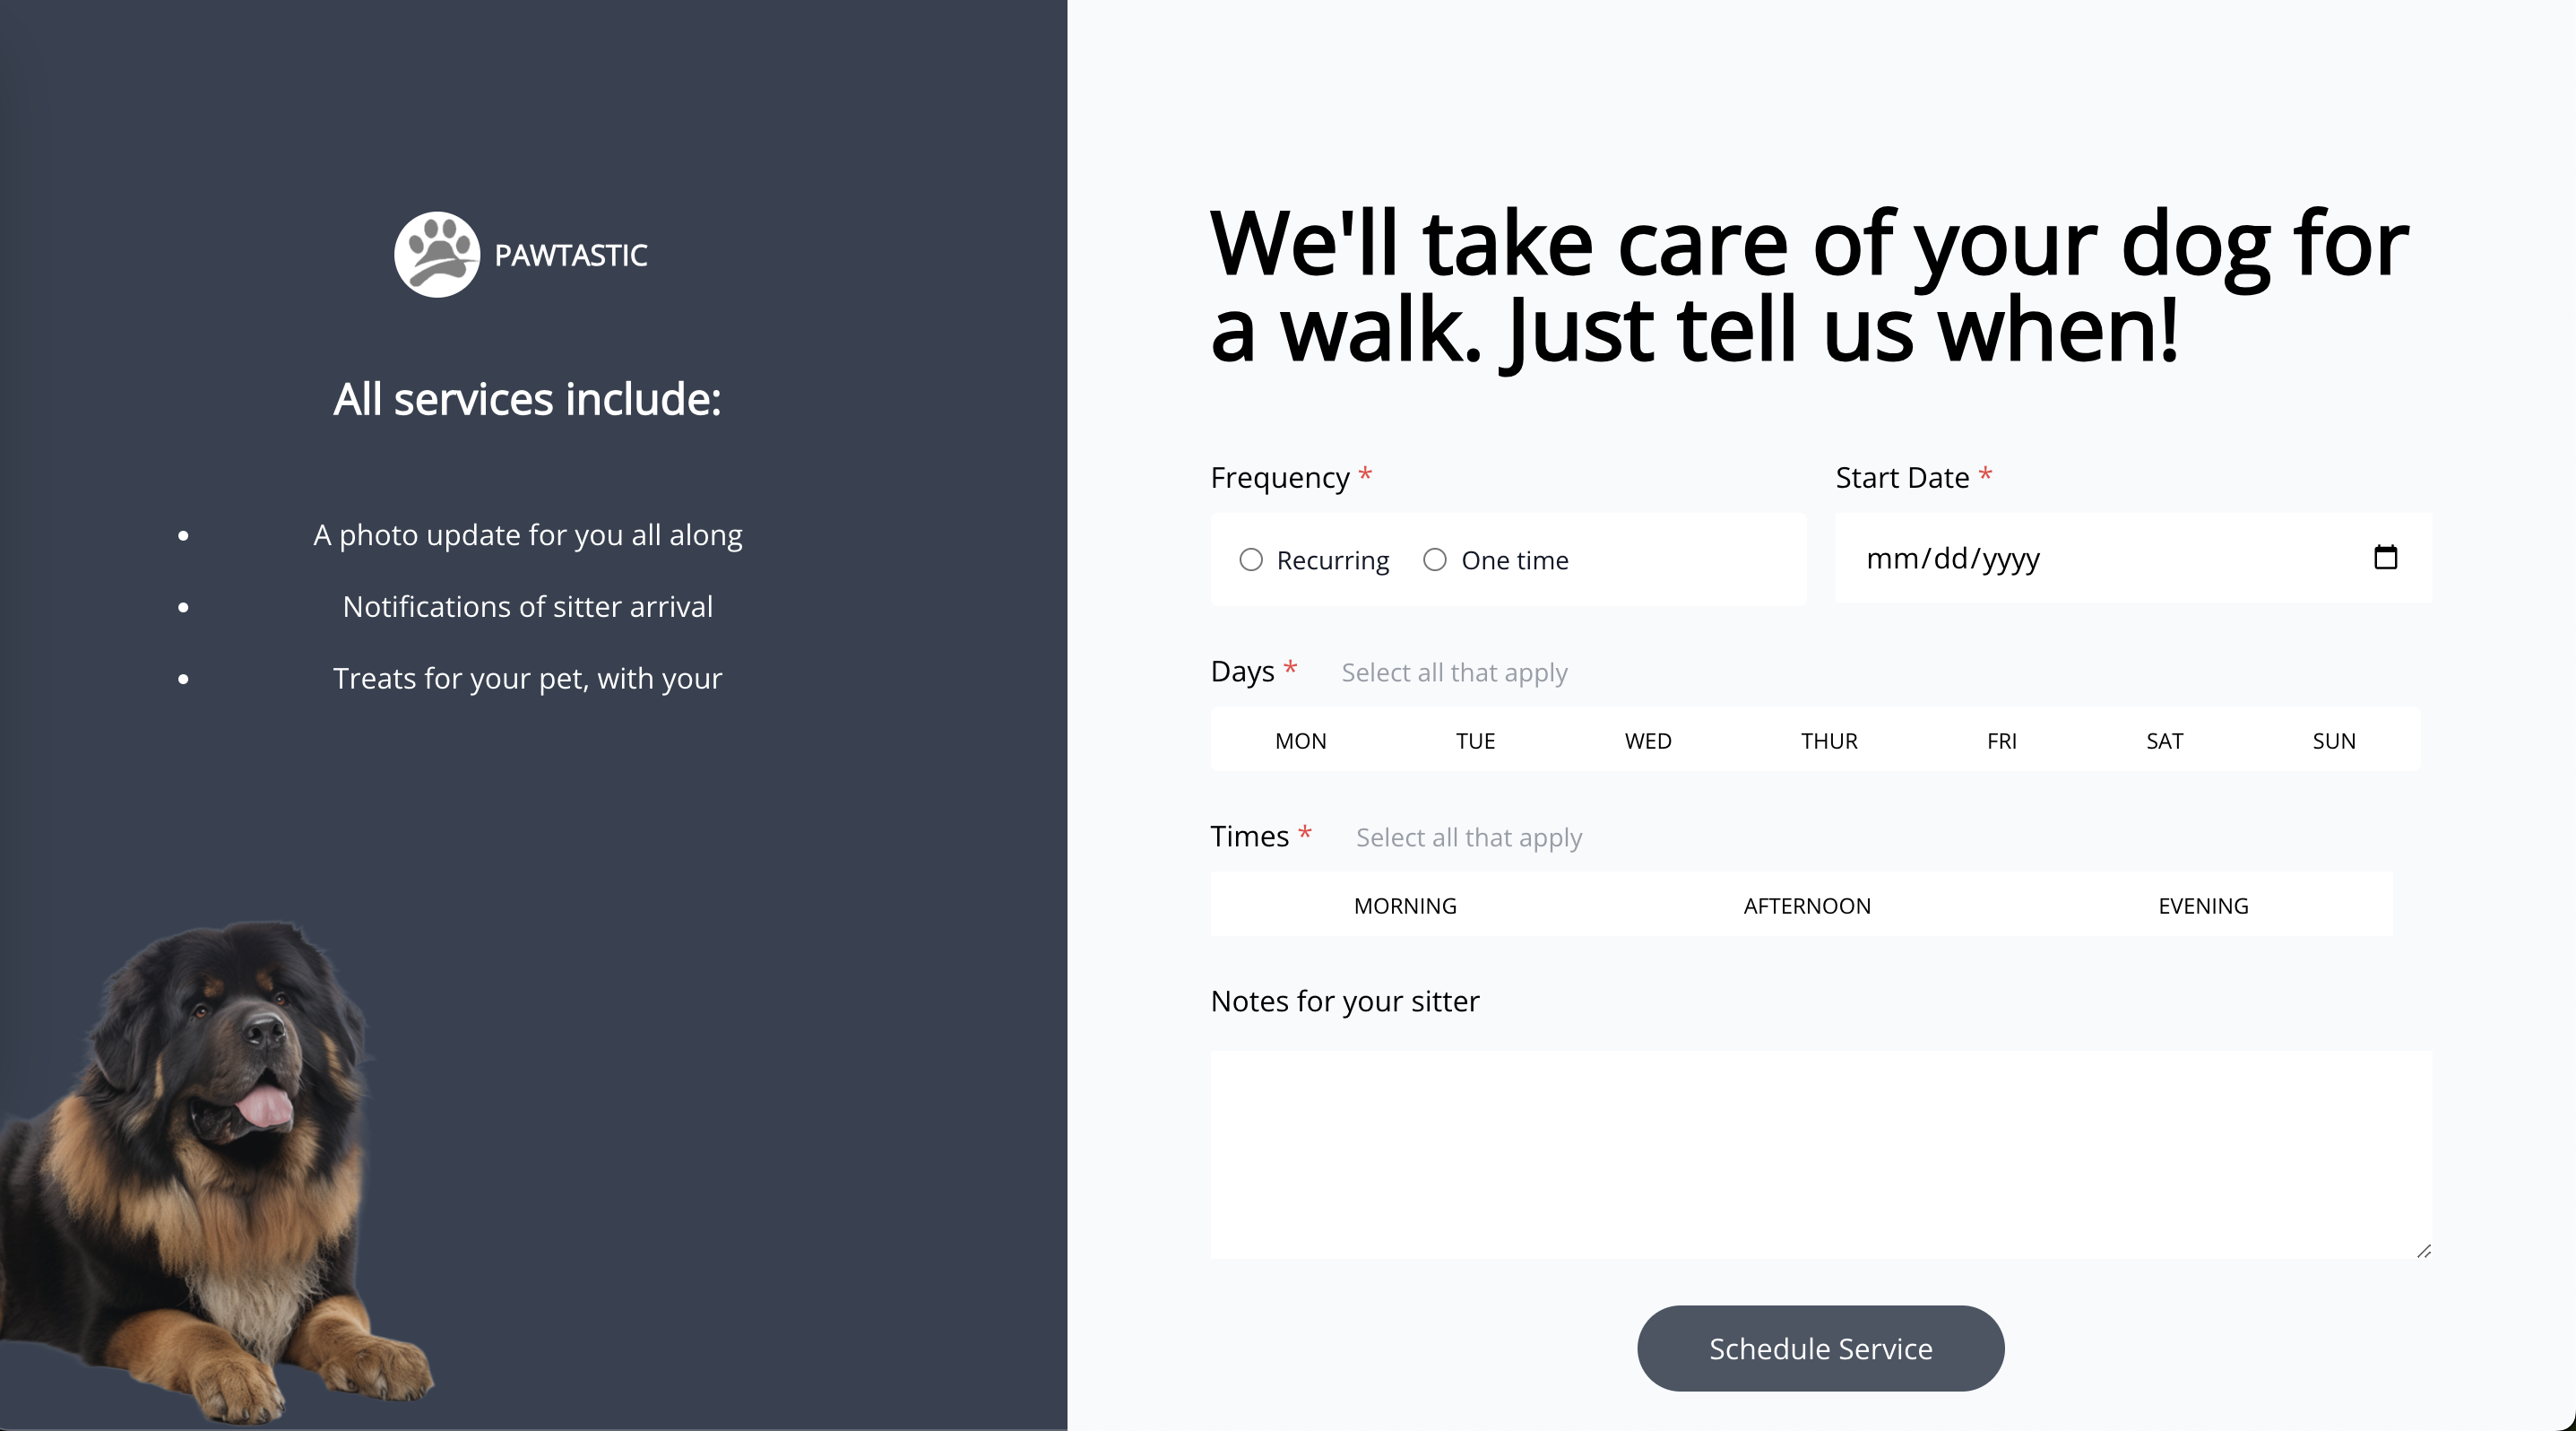 PAWTASTIC
All services include:
• A photo update for you all along
• Notifications of sitter arrival
• Treats for your pet, with your
We'll take care of your dog for
a walk. Just tell us when!
Frequency * Start Date *
Recurring One time mm/dd/yyyy
Days * Select all that apply
MON TUE WED THUR FRI SAT SUN
Times * Select all that apply
MORNING AFTERNOON EVENING
Notes for your sitter
Schedule Service